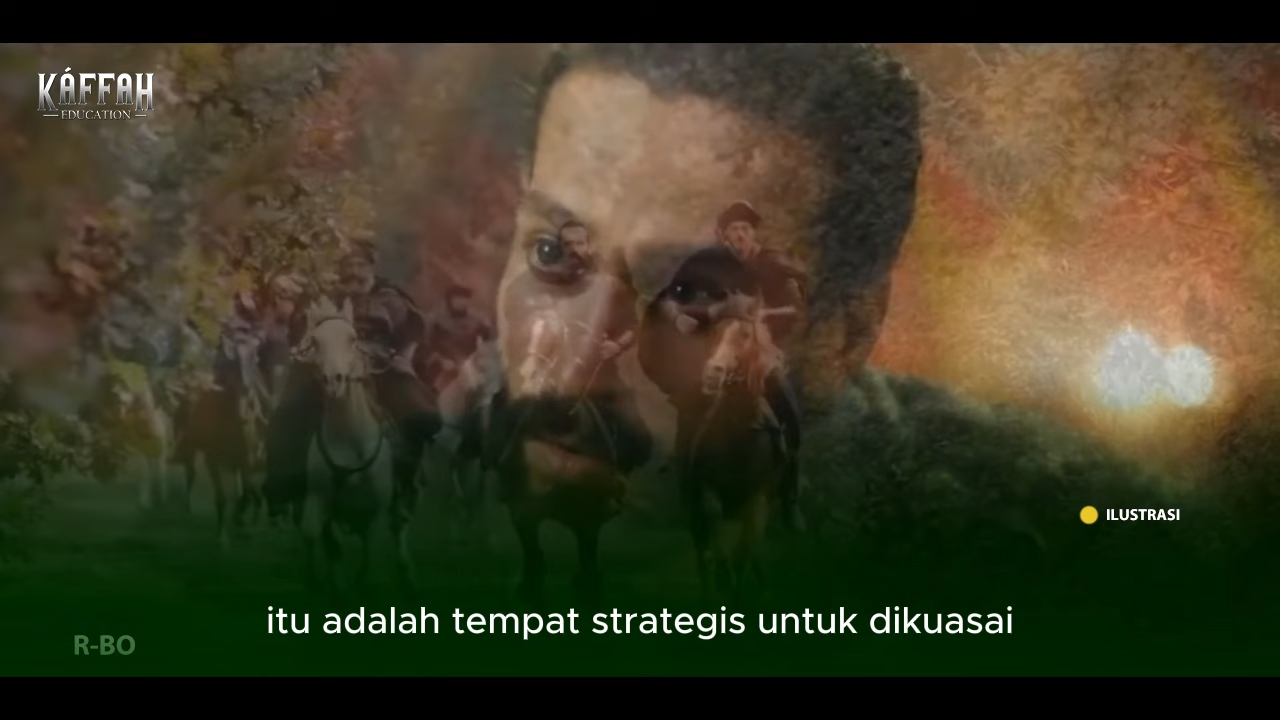 KÁFFAH
EDUCATION
ILUSTRASI
itu adalah tempat strategis untuk dikuasai
R-BO